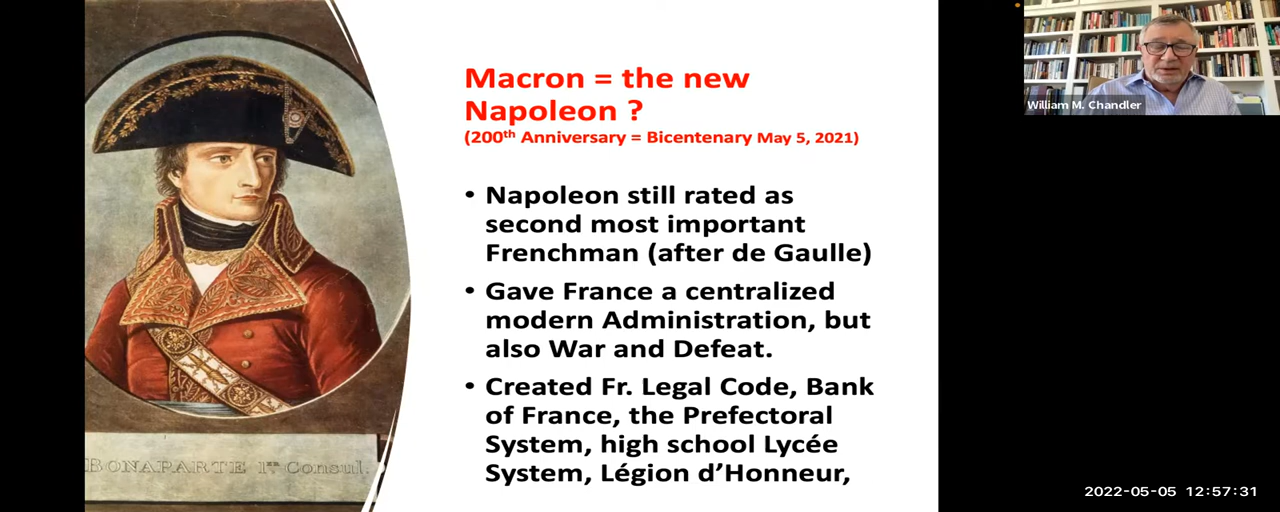 Macron = the new
Napoleon ?
(200th Anniversary = Bicentenary May 5, 2021)
• Napoleon still rated as
second most important
Frenchman (after de Gaulle)
• Gave France a centralized
modern Administration, but
also War and Defeat.
• Created Fr. Legal Code, Bank
of France, the Prefectoral
System, high school Lycée
System, Légion d’Honneur,
BONAPARTE 1er Consul.
William M. Chandler
2022-05-05 12:57:31